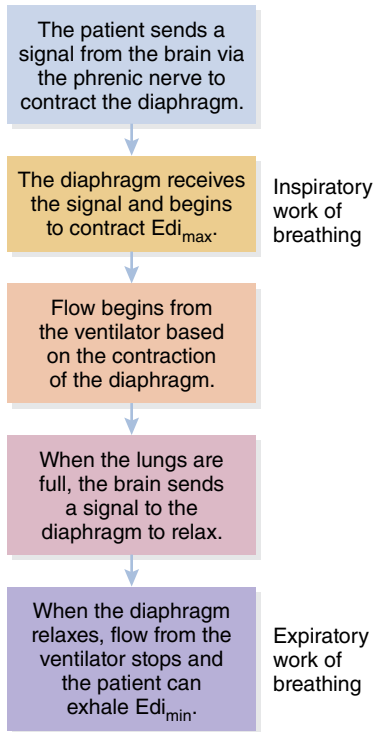 The patient sends a
signal from the brain via
the phrenic nerve to
contract the diaphragm.
The diaphragm receives
the signal and begins
to contract Edimax.
Inspiratory
work of
breathing
Flow begins from
the ventilator based
on the contraction
of the diaphragm.
When the lungs are
full, the brain sends
a signal to the
diaphragm to relax.
When the diaphragm
relaxes, flow from the
ventilator stops and
the patient can
exhale Edimin.
Expiratory
work of
breathing